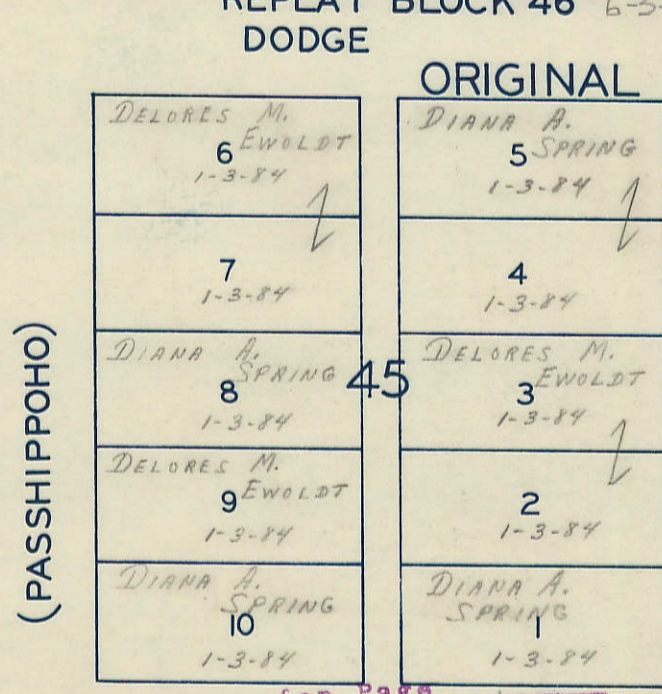 REPLAT BLOCK 46
DODGE
ORIGINAL
DELORES M.
EWOLDT
6
1-3-84
7
1-3-84
DIANA A.
SPRING
8
1-3-84
DELORES M.
EWOLDT
9
1-3-84
DIANA A.
SPRING
10
1-3-84
45
DIANA A.
SPRING
5
1-3-84
4
1-3-84
DELORES M.
EWOLDT
3
1-3-84
2
1-3-84
DIANA A.
SPRING
1
1-3-84
(PASSHIPPOHO)
Page